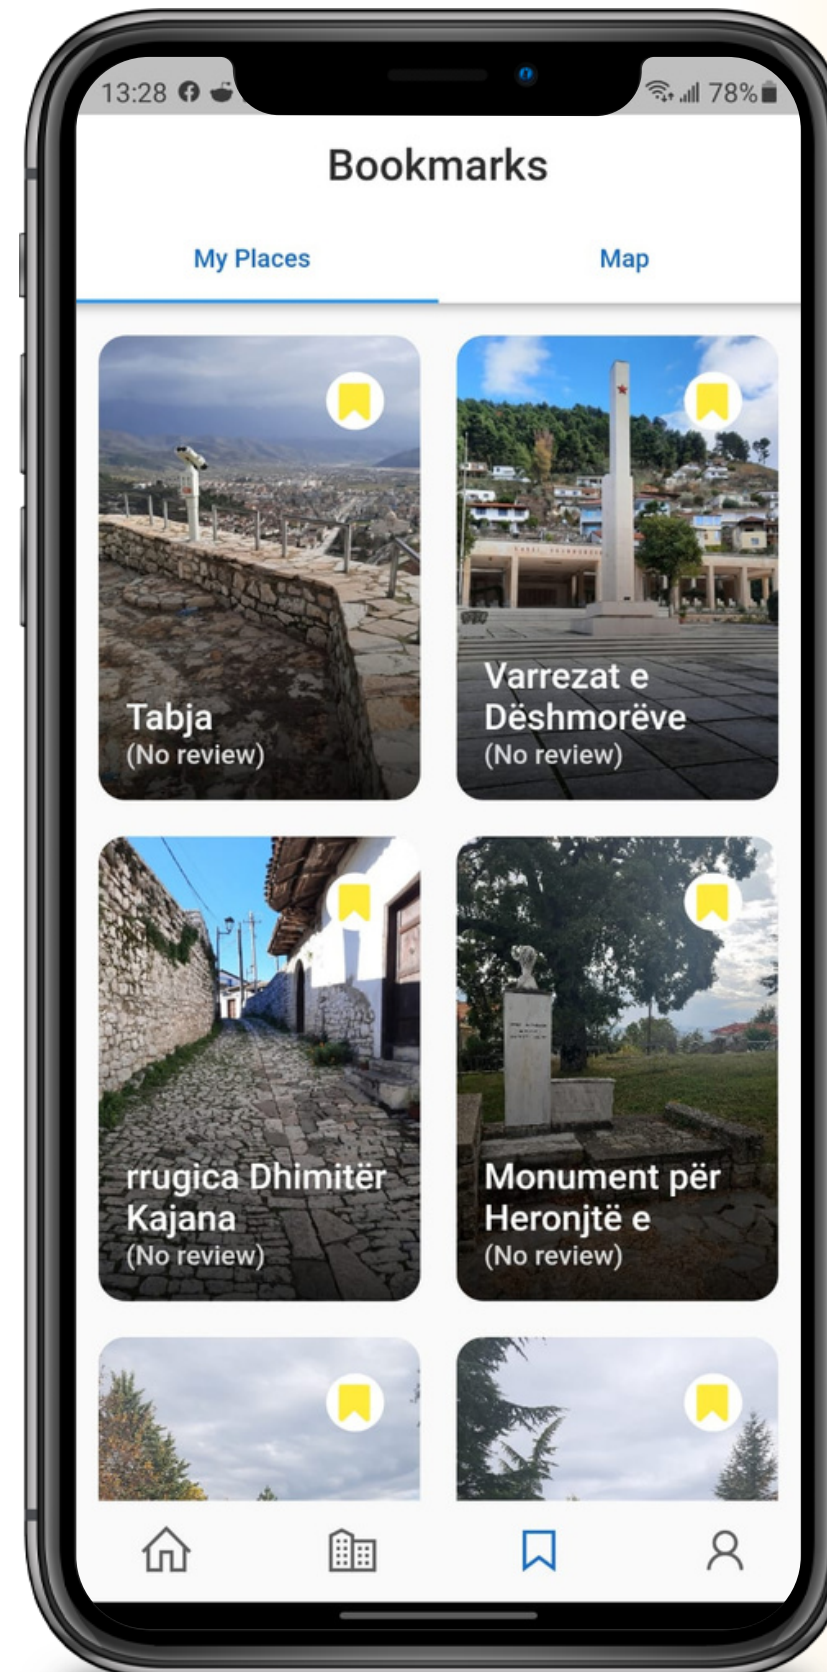 13:28
78%
Bookmarks
My Places
Map
Tabja
(No review)
Varrezat e
Dëshmorëve
(No review)
rrugica Dhimitër
Kajana
(No review)
Monument për
Heronjtë e
(No review)